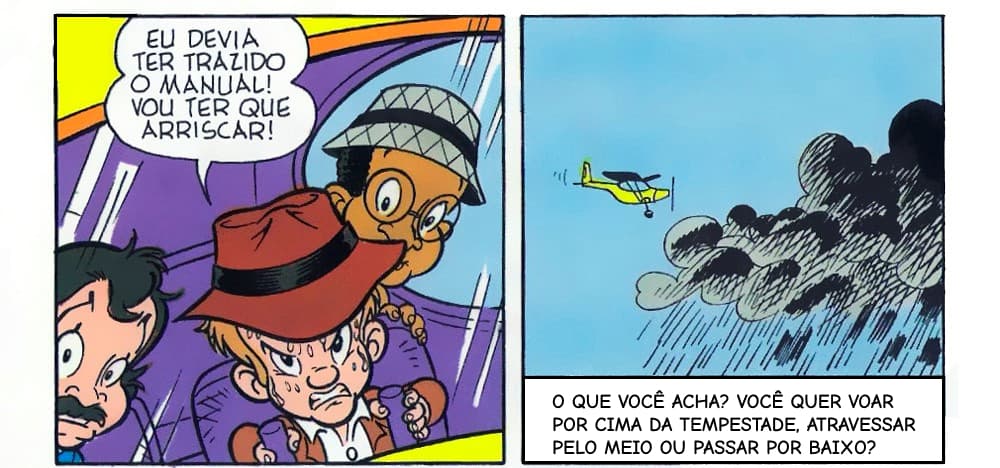 EU DEVIA
TER TRAZIDO
O MANUAL!
VOU TER QUE
ARRISCAR!
O QUE VOCÊ ACHA? VOCÊ QUER VOAR
POR CIMA DA TEMPESTADE, ATRAVESSAR
PELO MEIO OU PASSAR POR BAIXO?